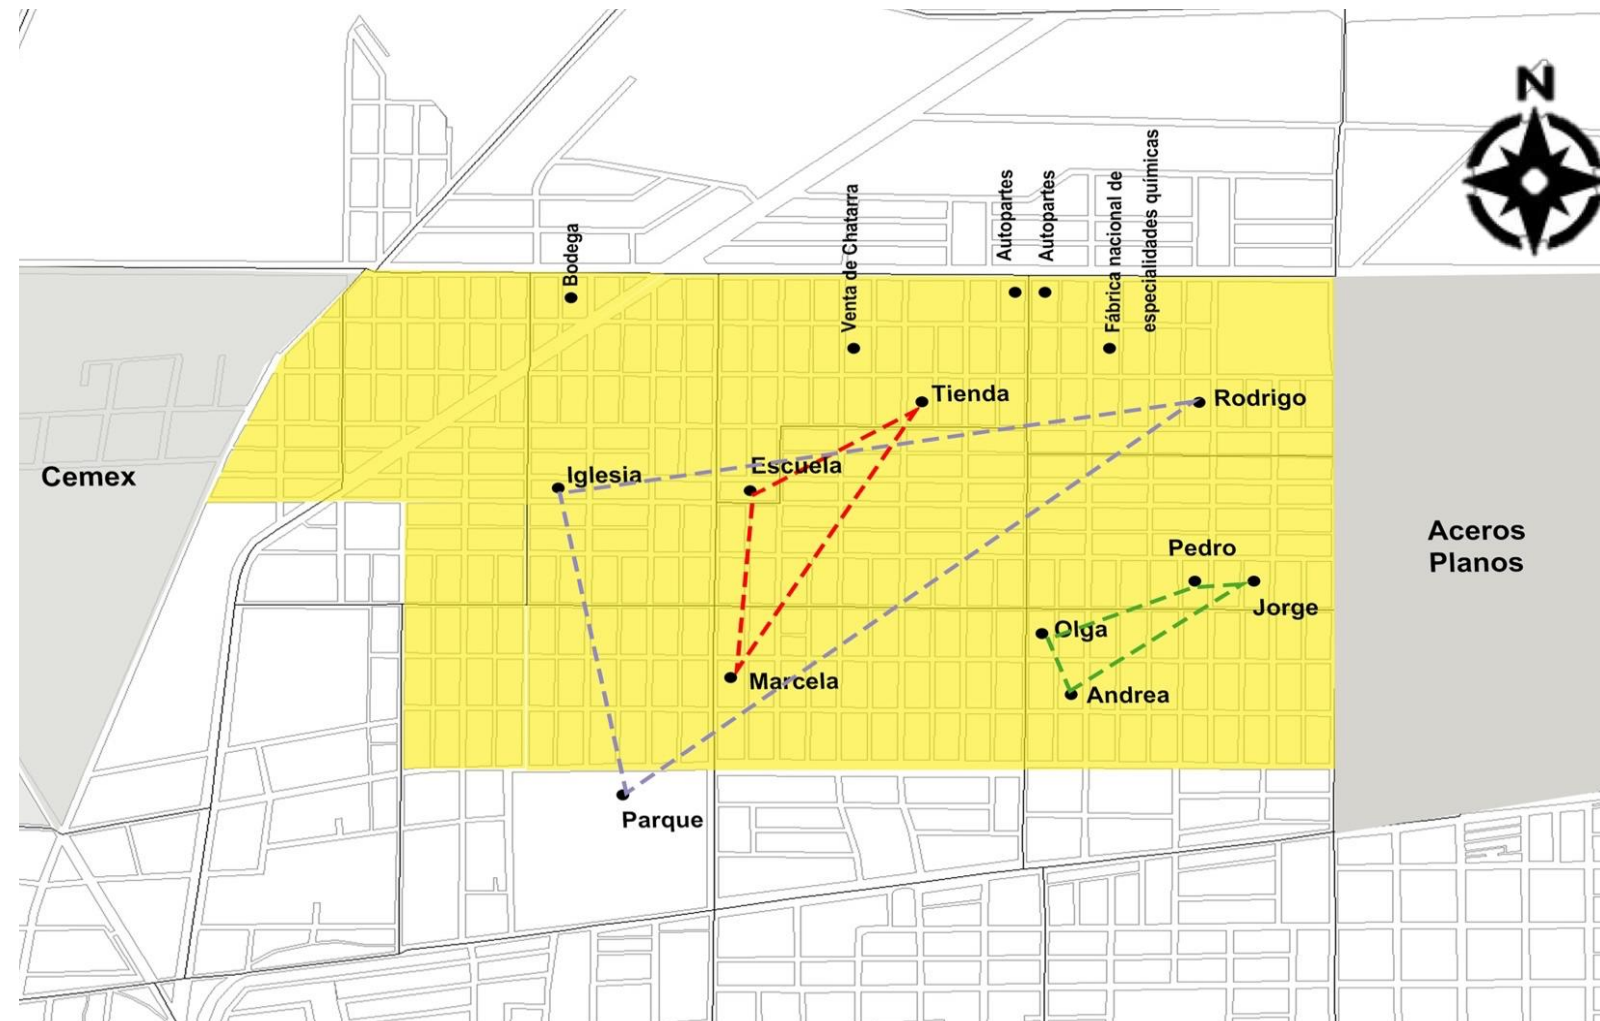 N
Bodega
Venta de Chatarra
Autopartes
Autopartes
Fábrica nacional de
especialidades químicas
Tienda
Rodrigo
Iglesia
Escuela
Cemex
Aceros
Planos
Pedro
Jorge
Olga
Marcela
Andrea
Parque